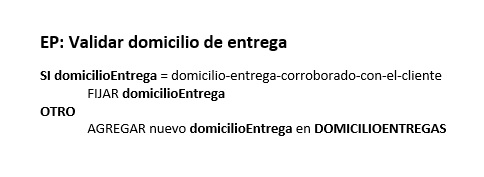 EP: Validar domicilio de entrega
SI domicilioEntrega = domicilio-entrega-corroborado-con-el-cliente
FIJAR domicilioEntrega
OTRO
AGREGAR nuevo domicilioEntrega en DOMICILIOENTREGAS